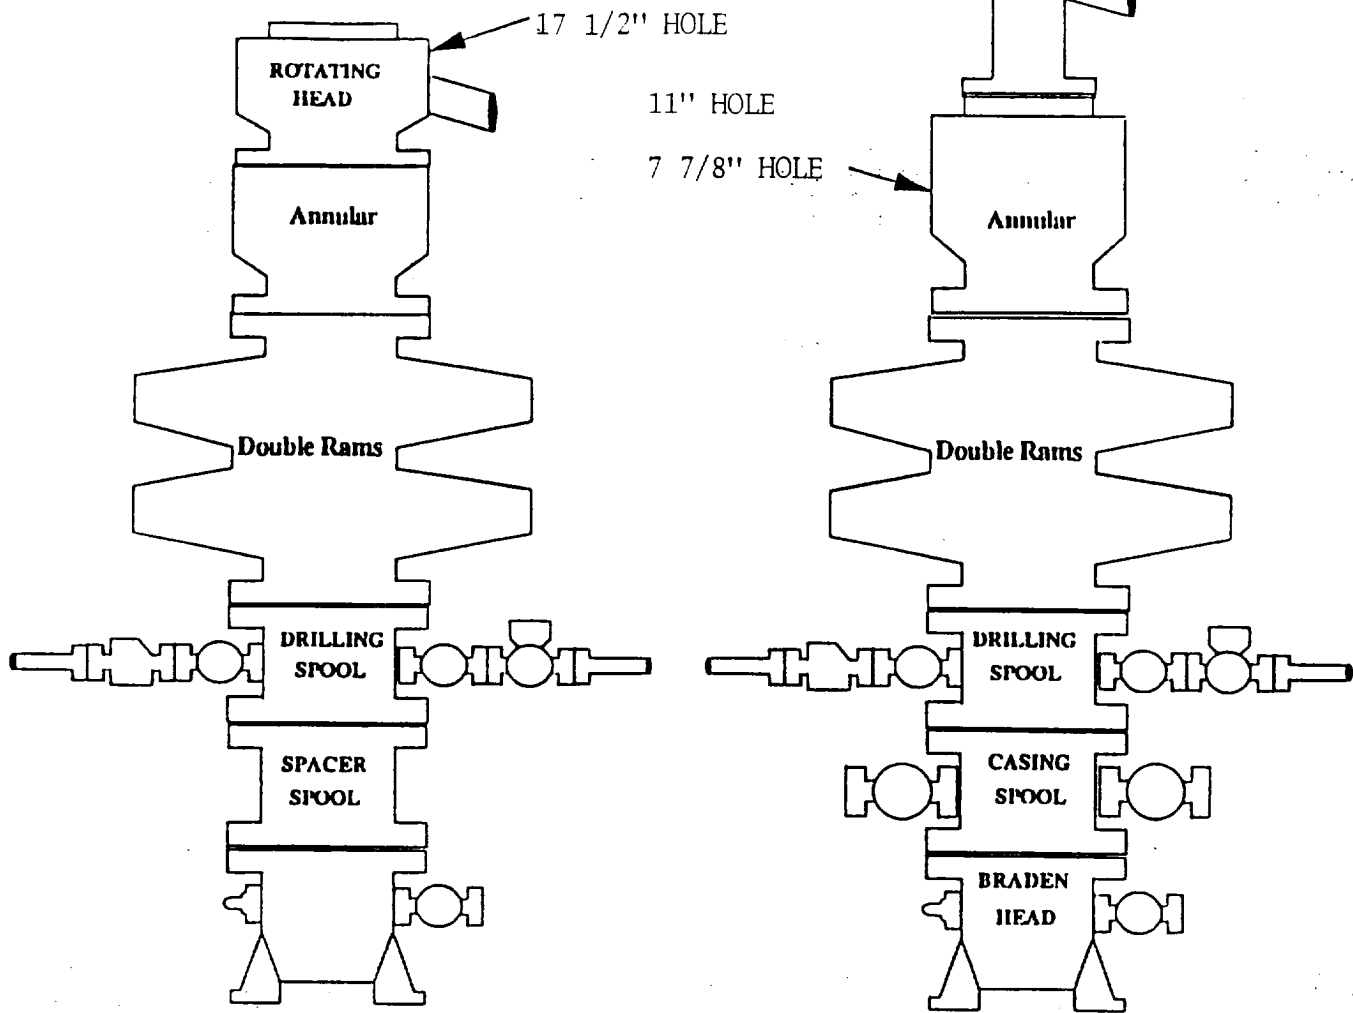 17 1/2" HOLE
ROTATING
HEAD
11" HOLE
7 7/8" HOLE
Annular
Annular
Double Rams
Double Rams
DRILLING
SPOOL
DRILLING
SPOOL
SPACER
SPOOL
CASING
SPOOL
BRADEN
HEAD